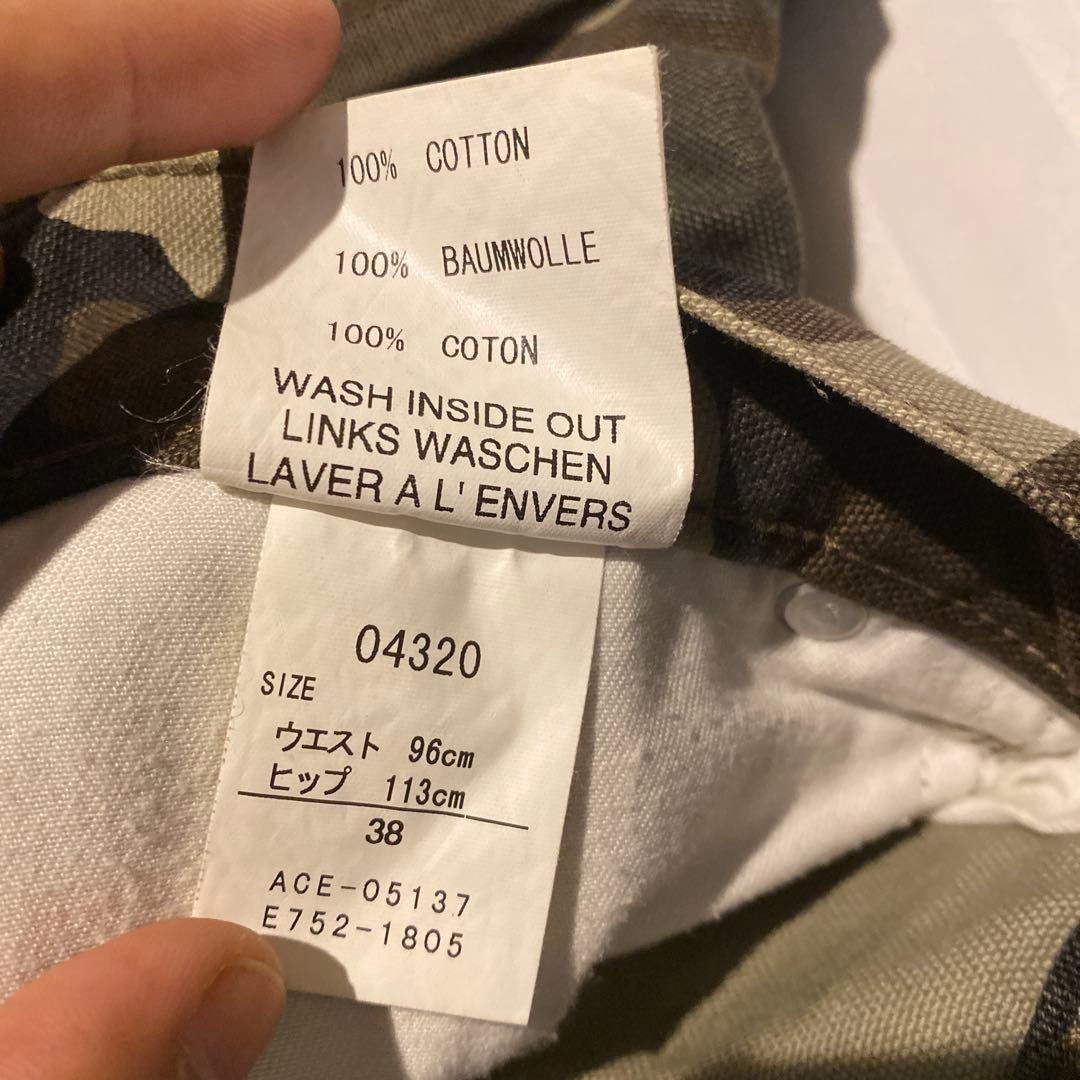 100% COTTON
100% BAUMWOLLE
100% COTON
WASH INSIDE OUT
LINKS WASCHEN
LAVER A L' ENVERS
04320
SIZE
ウエスト 96cm
ヒップ 113cm
38
ACE-05137
E752-1805